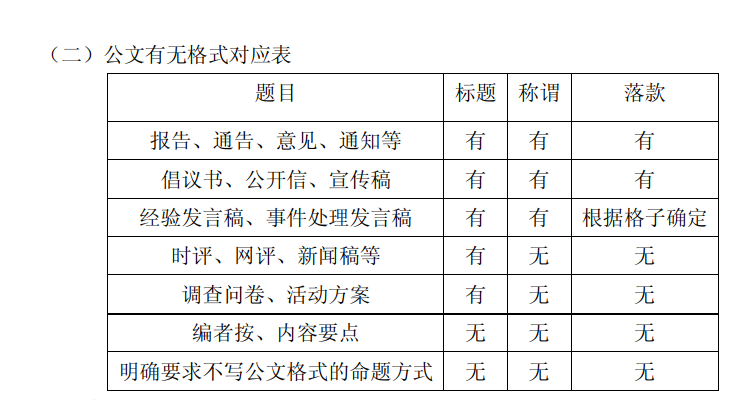 （二）公文有无格式对应表
题目 标题 称谓 落款
报告、通告、意见、通知等 有 有 有
倡议书、公开信、宣传稿 有 有 有
经验发言稿、事件处理发言稿 有 有 根据格子确定
时评、网评、新闻稿等 有 无 无
调查问卷、活动方案 有 无 无
编者按、内容要点 无 无 无
明确要求不写公文格式的命题方式 无 无 无